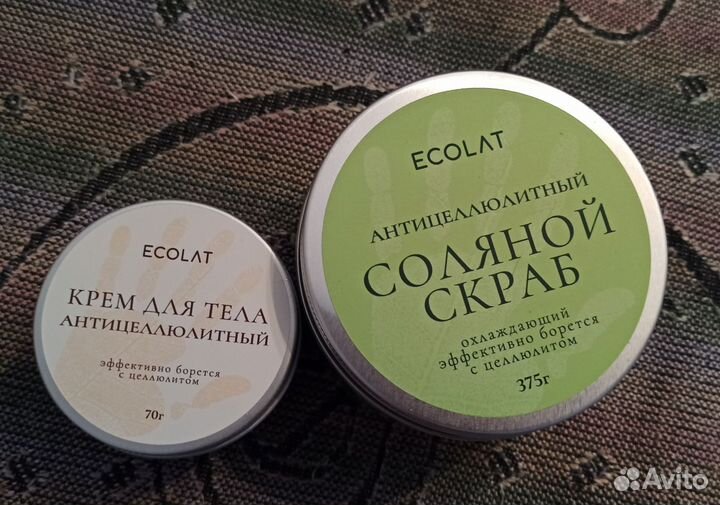 ECOLAT
КРЕМ ДЛЯ ТЕЛА
АНТИЦЕЛЛЮЛИТНЫЙ
эффективно борется
с целлюлитом
70г
ECOLAT
АНТИЦЕЛЛЮЛИТНЫЙ
СОЛЯНОЙ
СКРАБ
охлаждающий
эффективно борется
с целлюлитом
375г
Avito